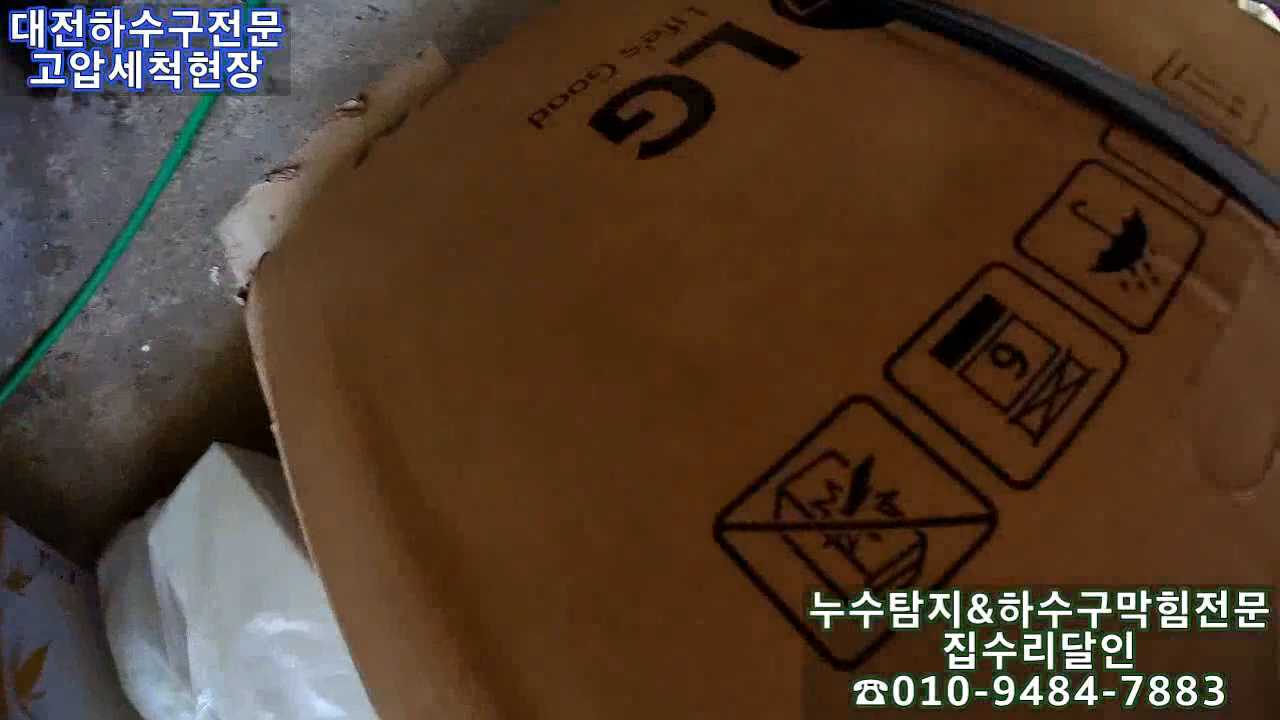 대전하수구전문
고압세척현장
LG
Life's Good
6
누수탐지&하수구막힘전문
집수리달인
☎010-9484-7883